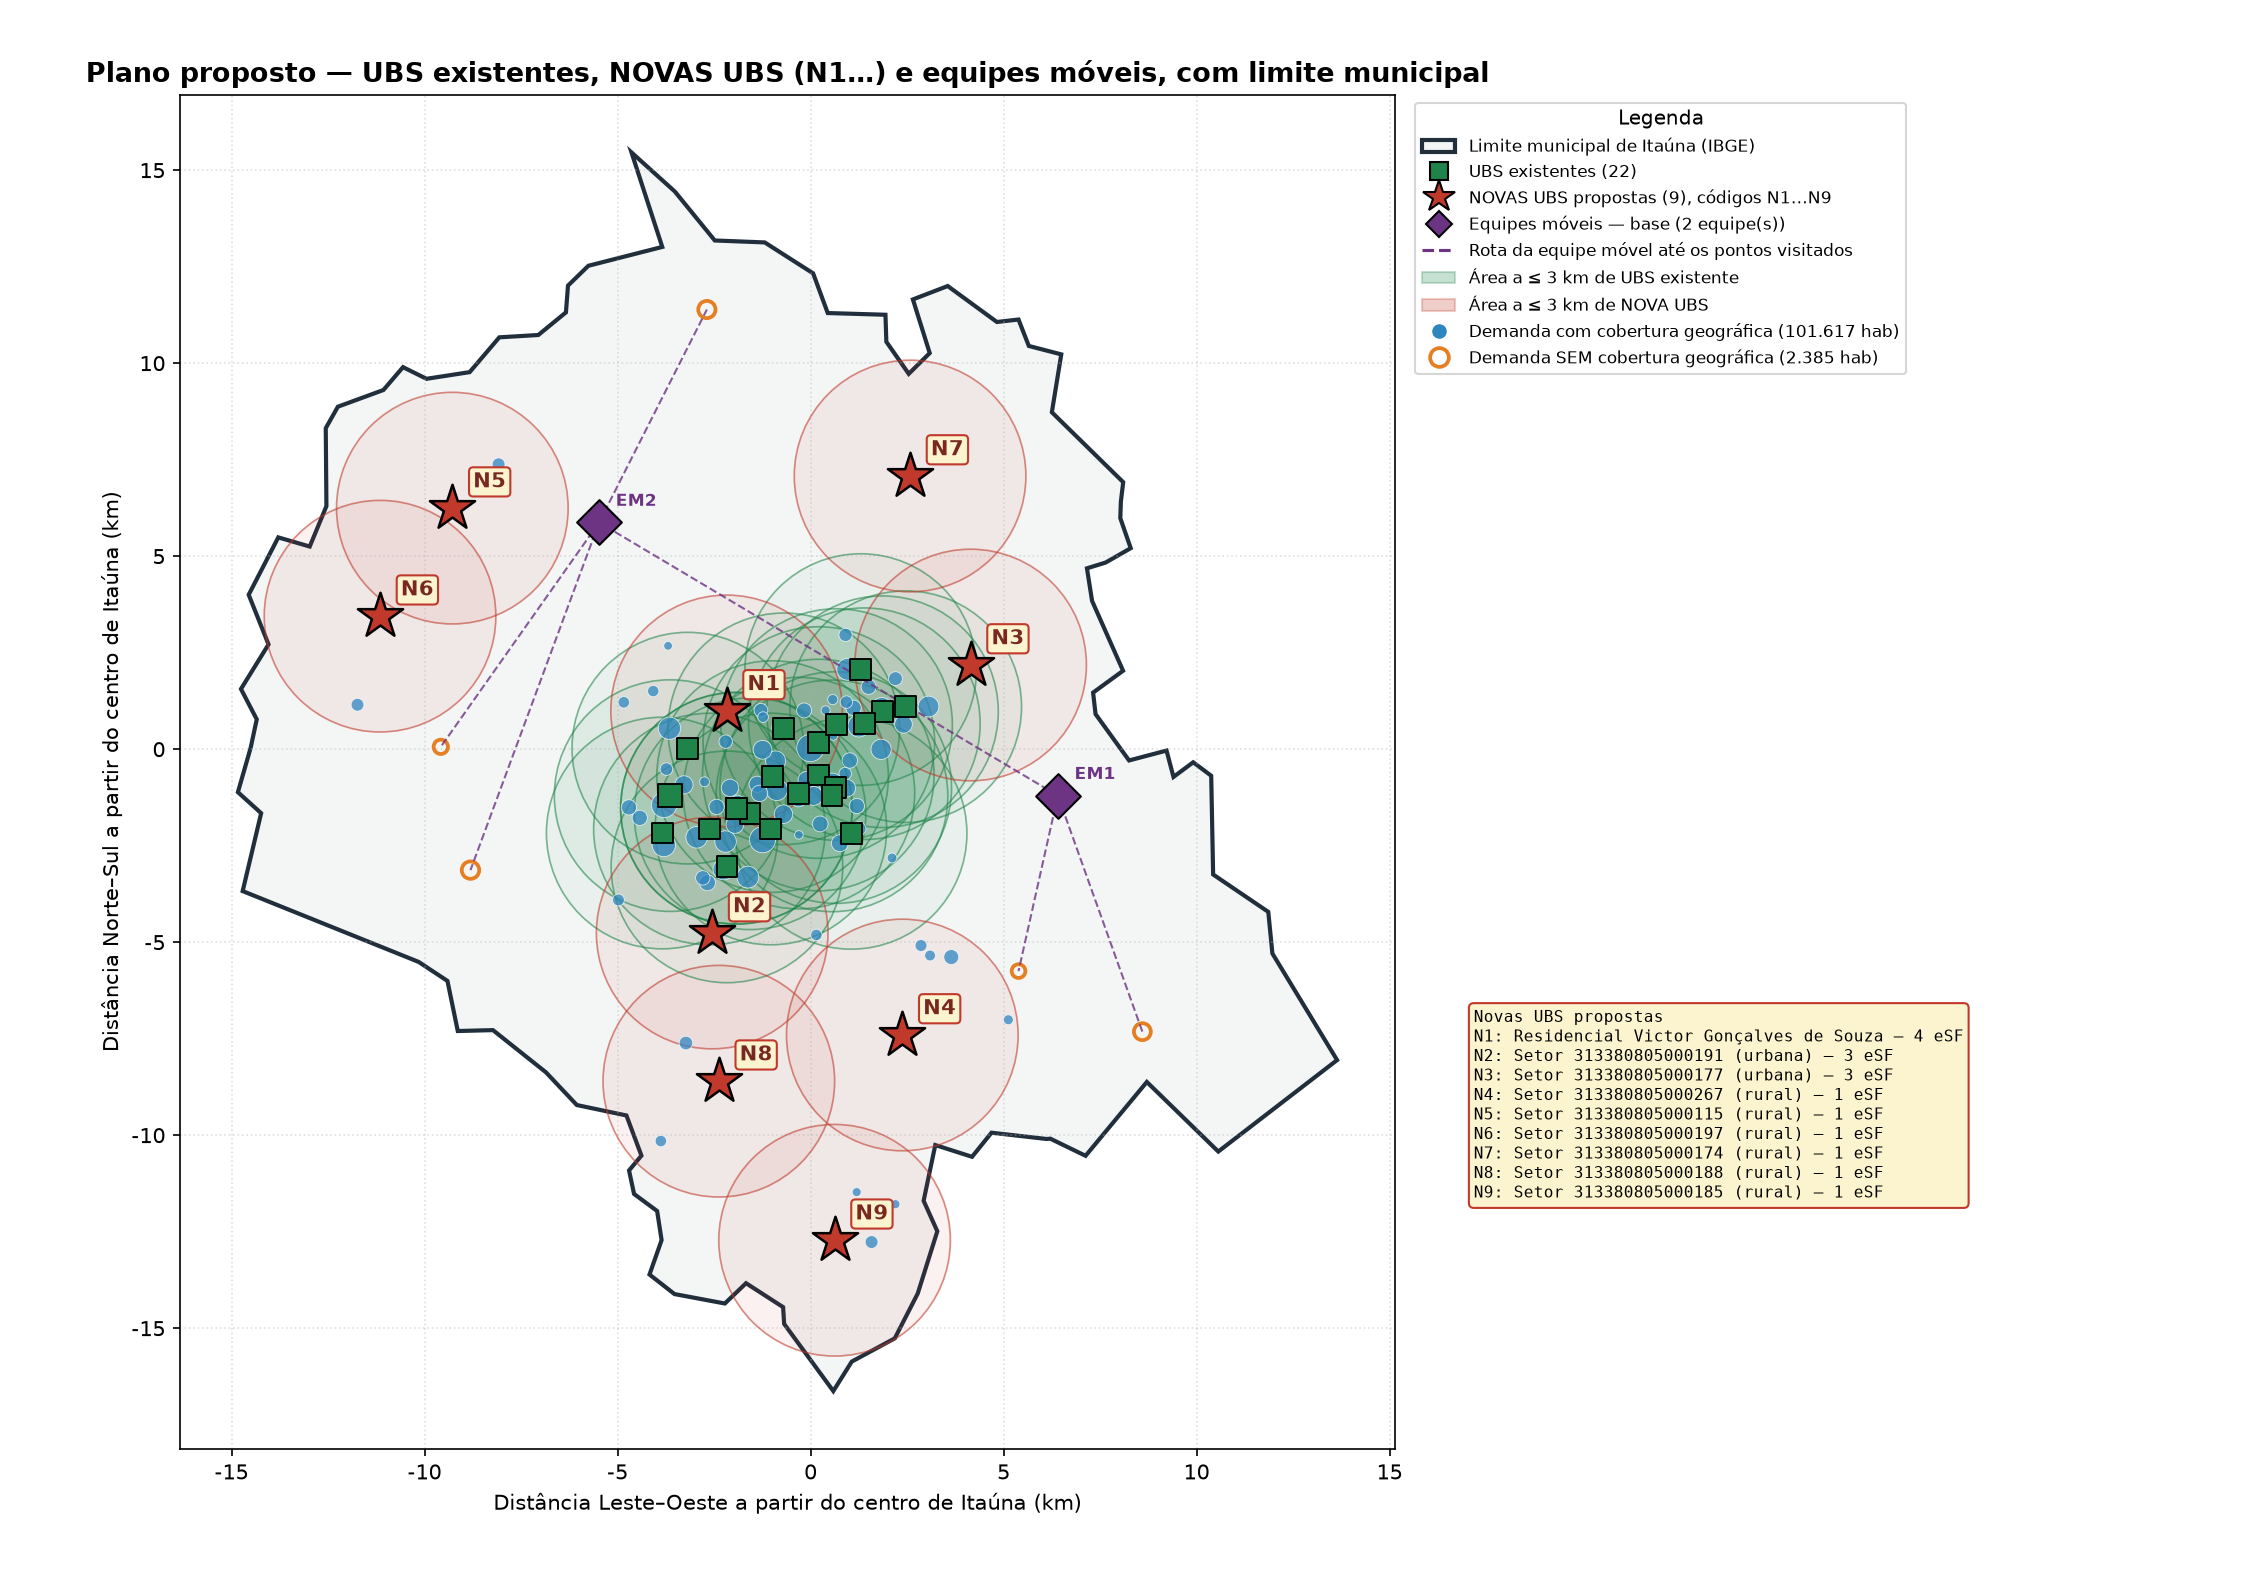 Plano proposto — UBS existentes, NOVAS UBS (N1…) e equipes móveis, com limite municipal
Legenda
Limite municipal de Itaúna (IBGE)
UBS existentes (22)
NOVAS UBS propostas (9), códigos N1…N9
Equipes móveis — base (2 equipe(s))
Rota da equipe móvel até os pontos visitados
Área a ≤ 3 km de UBS existente
Área a ≤ 3 km de NOVA UBS
Demanda com cobertura geográfica (101.617 hab)
Demanda SEM cobertura geográfica (2.385 hab)
Distância Norte–Sul a partir do centro de Itaúna (km)
15
10
5
0
-5
-10
-15
N7
N5
EM2
N6
N3
N1
EM1
N2
N4
N8
N9
Novas UBS propostas
N1: Residencial Victor Gonçalves de Souza — 4 eSF
N2: Setor 313380805000191 (urbana) — 3 eSF
N3: Setor 313380805000177 (urbana) — 3 eSF
N4: Setor 313380805000267 (rural) — 1 eSF
N5: Setor 313380805000115 (rural) — 1 eSF
N6: Setor 313380805000197 (rural) — 1 eSF
N7: Setor 313380805000174 (rural) — 1 eSF
N8: Setor 313380805000188 (rural) — 1 eSF
N9: Setor 313380805000185 (rural) — 1 eSF
-15
-10
-5
0
5
10
15
Distância Leste–Oeste a partir do centro de Itaúna (km)